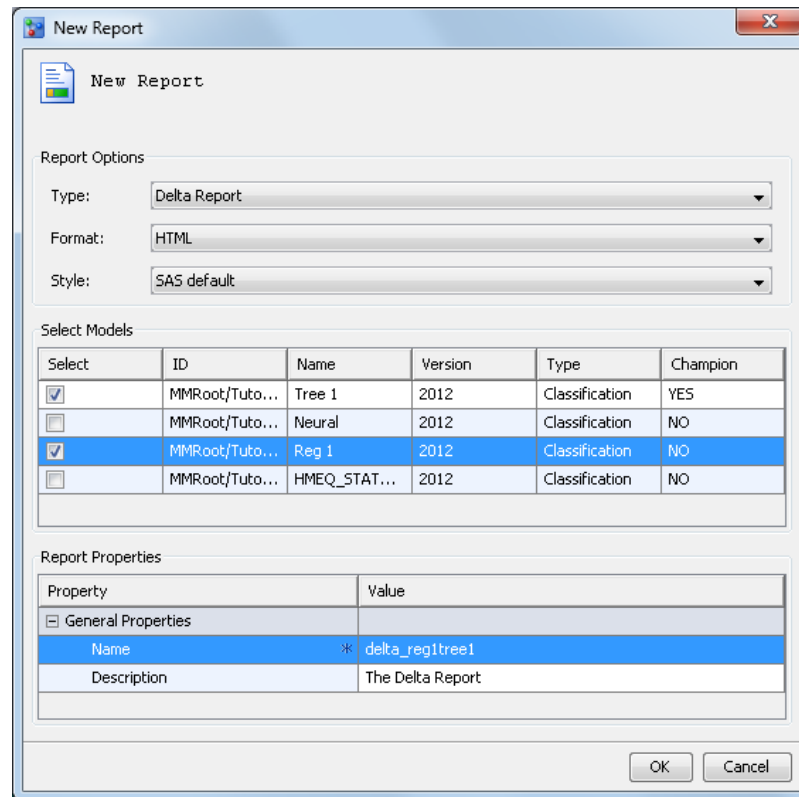 New Report
New Report
Report Options
Type: Delta Report
Format: HTML
Style: SAS default
Select Models
Select ID Name Version Type Champion
MMRoot/Tuto... Tree 1 2012 Classification YES
MMRoot/Tuto... Neural 2012 Classification NO
MMRoot/Tuto... Reg 1 2012 Classification NO
MMRoot/Tuto... HMEQ_STAT... 2012 Classification NO
Report Properties
Property Value
General Properties
Name * delta_reg1tree1
Description The Delta Report
OK Cancel